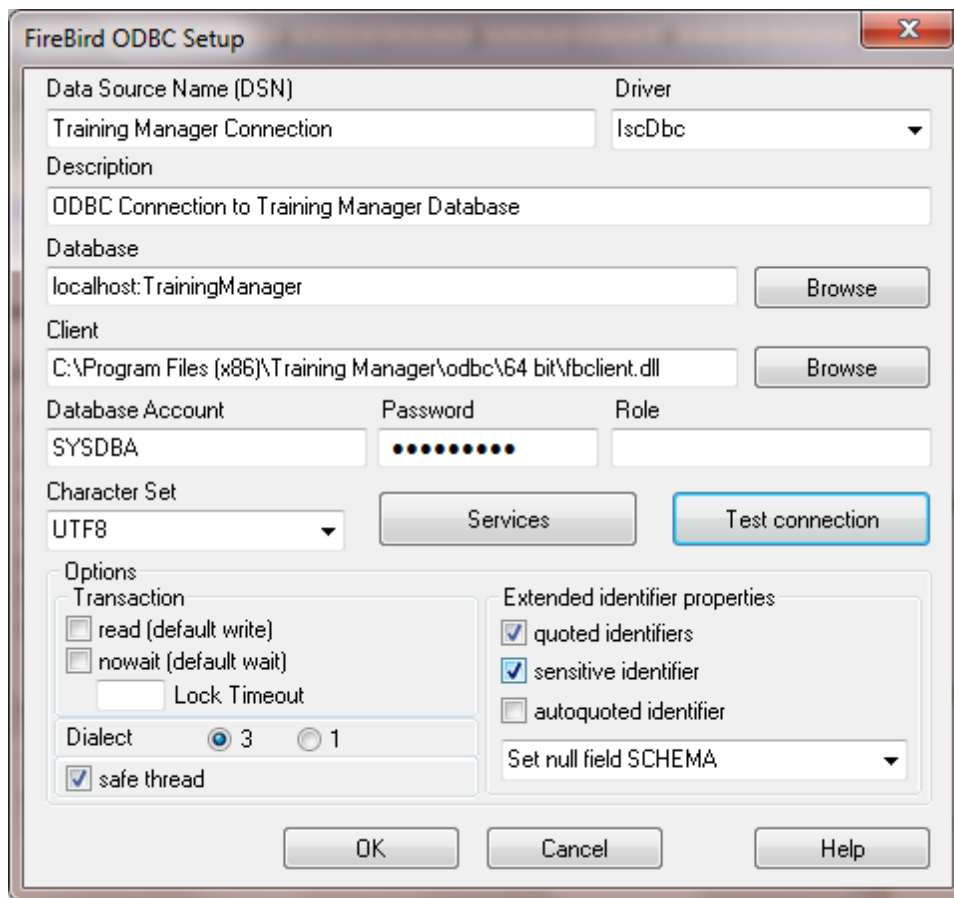 FireBird ODBC Setup
Data Source Name (DSN) Driver
Training Manager Connection IscDbc
Description
ODBC Connection to Training Manager Database
Database
localhost:TrainingManager Browse
Client
C:\Program Files (x86)\Training Manager\odbc\64 bit\fbclient.dll Browse
Database Account Password Role
SYSDBA ●●●●●●●●●
Character Set
UTF8 Services Test connection
Options
Transaction Extended identifier properties
read (default write) quoted identifiers
nowait (default wait) sensitive identifier
Lock Timeout autoquoted identifier
Dialect 3 1 Set null field SCHEMA
safe thread
OK Cancel Help